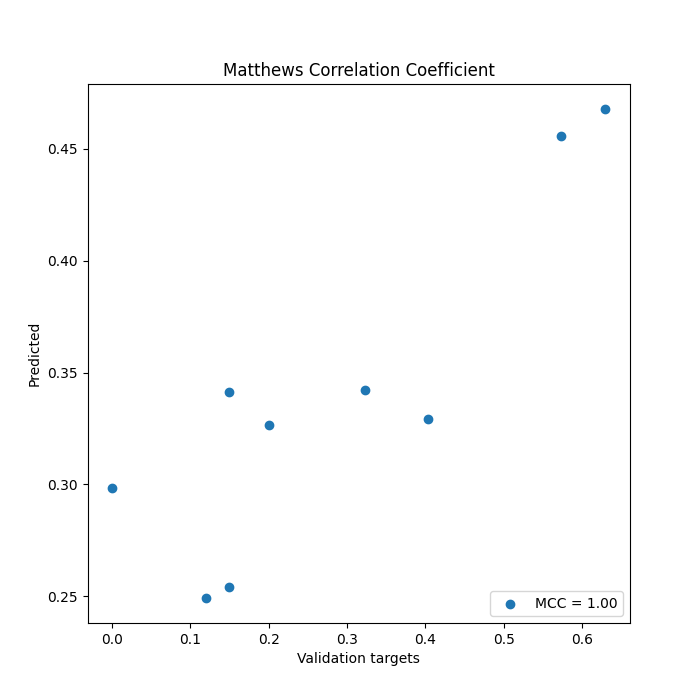 Matthews Correlation Coefficient
Predicted
0.45
0.40
0.35
0.30
0.25
MCC = 1.00
0.0 0.1 0.2 0.3 0.4 0.5 0.6
Validation targets